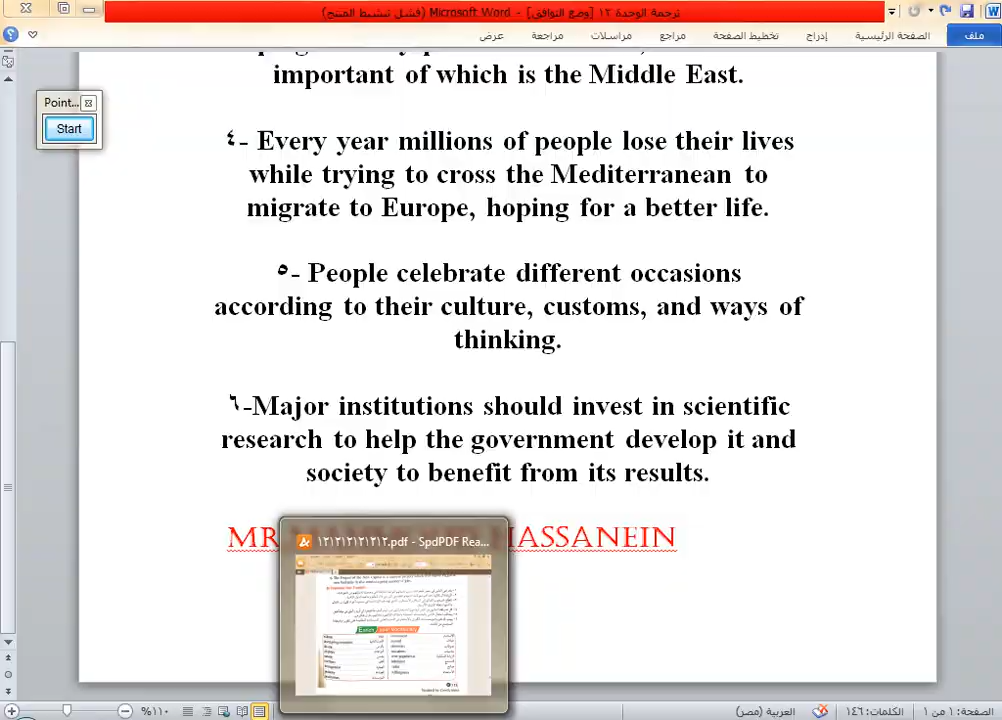 ترجمة الوحدة ١٢ [وضع التوافق] - Microsoft Word (فشل تنشيط المنتج)
ملف الصفحة الرئيسية إدراج تخطيط الصفحة مراجع مراسلات مراجعة عرض
important of which is the Middle East.
Point...
Start
٤- Every year millions of people lose their lives
while trying to cross the Mediterranean to
migrate to Europe, hoping for a better life.
٥- People celebrate different occasions
according to their culture, customs, and ways of
thinking.
٦-Major institutions should invest in scientific
research to help the government develop it and
society to benefit from its results.
MR HASSANEIN
١٢١٢١٢١٢١٢١٢.pdf - SpdPDF Rea...
Enrich your Vocabulary
الصفحة: ١ من ١ الكلمات: ١٤٦ العربية (مصر) ١١٠%